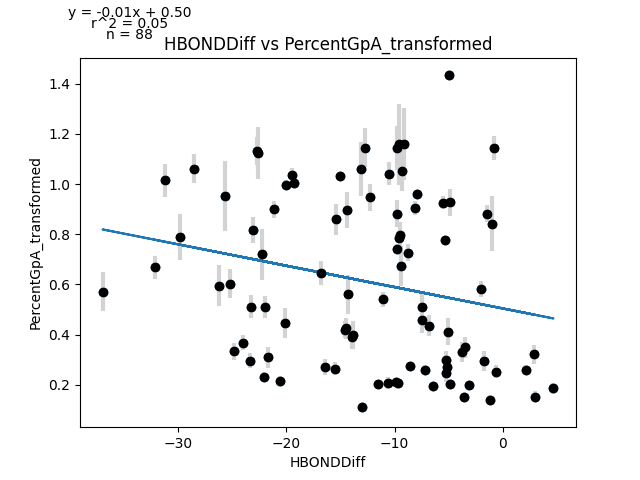 y = -0.01x + 0.50
r^2 = 0.05
n = 88
HBONDDiff vs PercentGpA_transformed
PercentGpA_transformed
1.4
1.2
1.0
0.8
0.6
0.4
0.2
−30 −20 −10 0
HBONDDiff